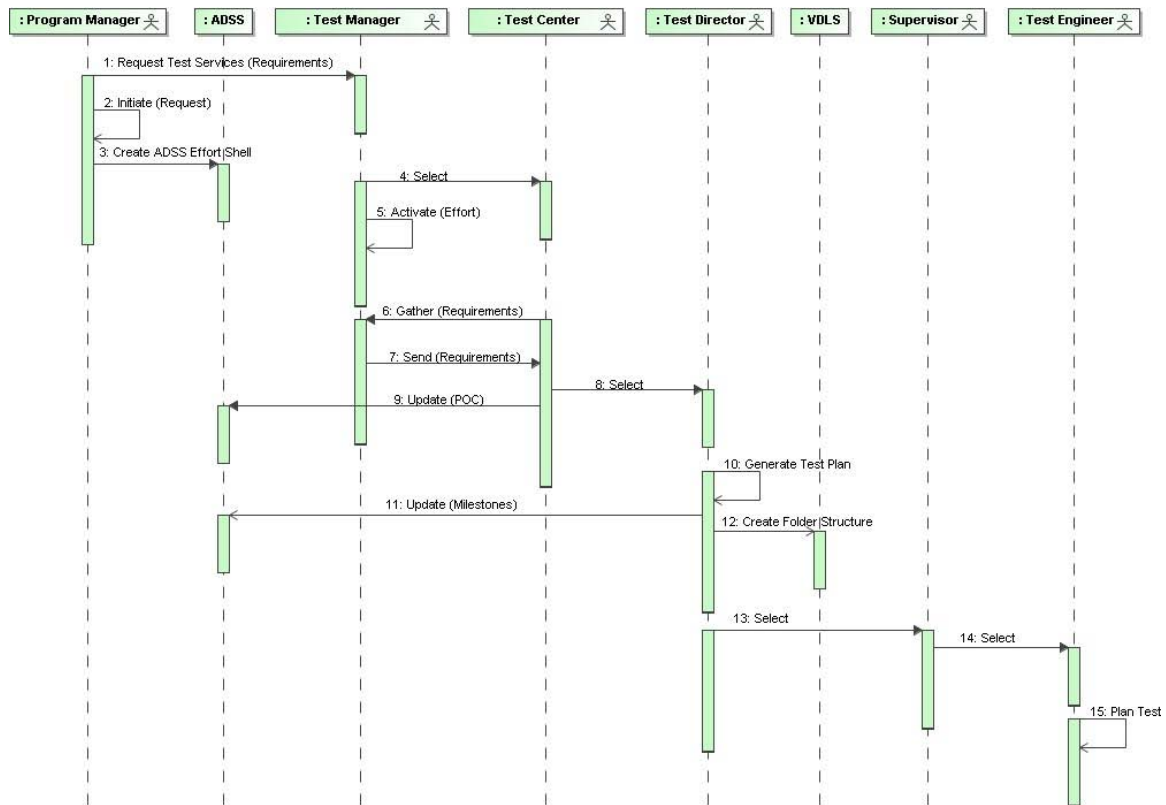 : Program Manager
: ADSS
: Test Manager
: Test Center
: Test Director
: VDLS
: Supervisor
: Test Engineer
1: Request Test Services (Requirements)
2: Initiate (Request)
3: Create ADSS Effort Shell
4: Select
5: Activate (Effort)
6: Gather (Requirements)
7: Send (Requirements)
8: Select
9: Update (POC)
10: Generate Test Plan
11: Update (Milestones)
12: Create Folder Structure
13: Select
14: Select
15: Plan Test